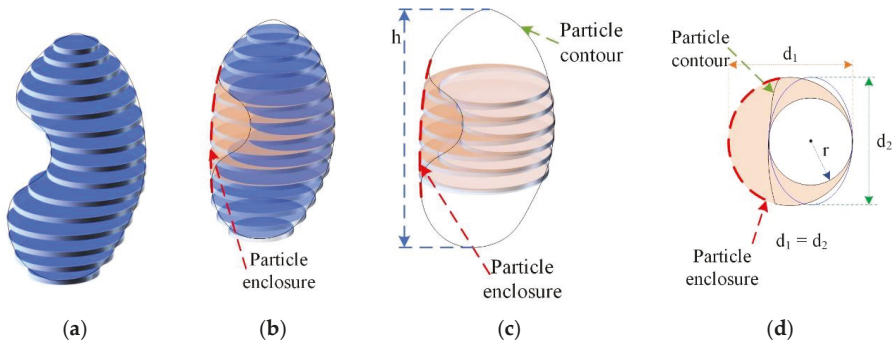 h
Particle
contour
Particle
contour
d₁
r
d₂
Particle
enclosure
Particle
enclosure
Particle
enclosure
d₁ = d₂
(a)
(b)
(c)
(d)